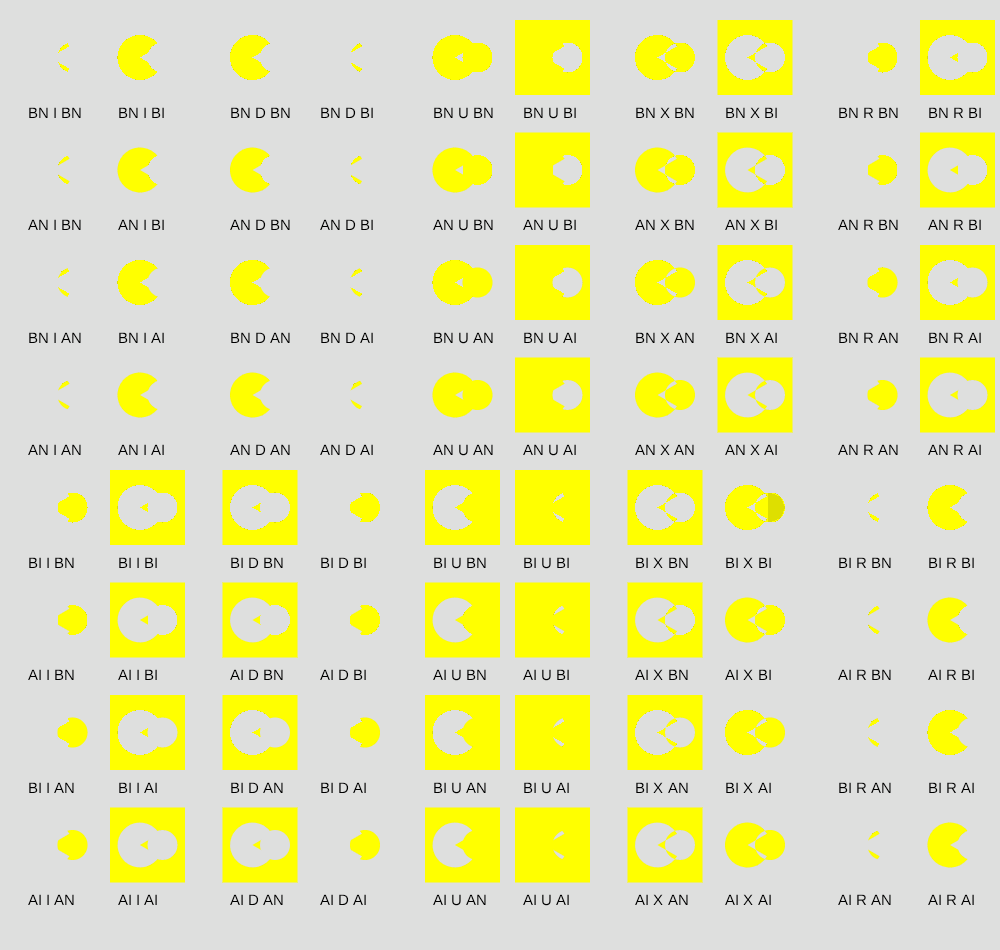 BN I BN BN I BI BN D BN BN D BI BN U BN BN U BI BN X BN BN X BI BN R BN BN R BI
AN I BN AN I BI AN D BN AN D BI AN U BN AN U BI AN X BN AN X BI AN R BN AN R BI
BN I AN BN I AI BN D AN BN D AI BN U AN BN U AI BN X AN BN X AI BN R AN BN R AI
AN I AN AN I AI AN D AN AN D AI AN U AN AN U AI AN X AN AN X AI AN R AN AN R AI
BI I BN BI I BI BI D BN BI D BI BI U BN BI U BI BI X BN BI X BI BI R BN BI R BI
AI I BN AI I BI AI D BN AI D BI AI U BN AI U BI AI X BN AI X BI AI R BN AI R BI
BI I AN BI I AI BI D AN BI D AI BI U AN BI U AI BI X AN BI X AI BI R AN BI R AI
AI I AN AI I AI AI D AN AI D AI AI U AN AI U AI AI X AN AI X AI AI R AN AI R AI